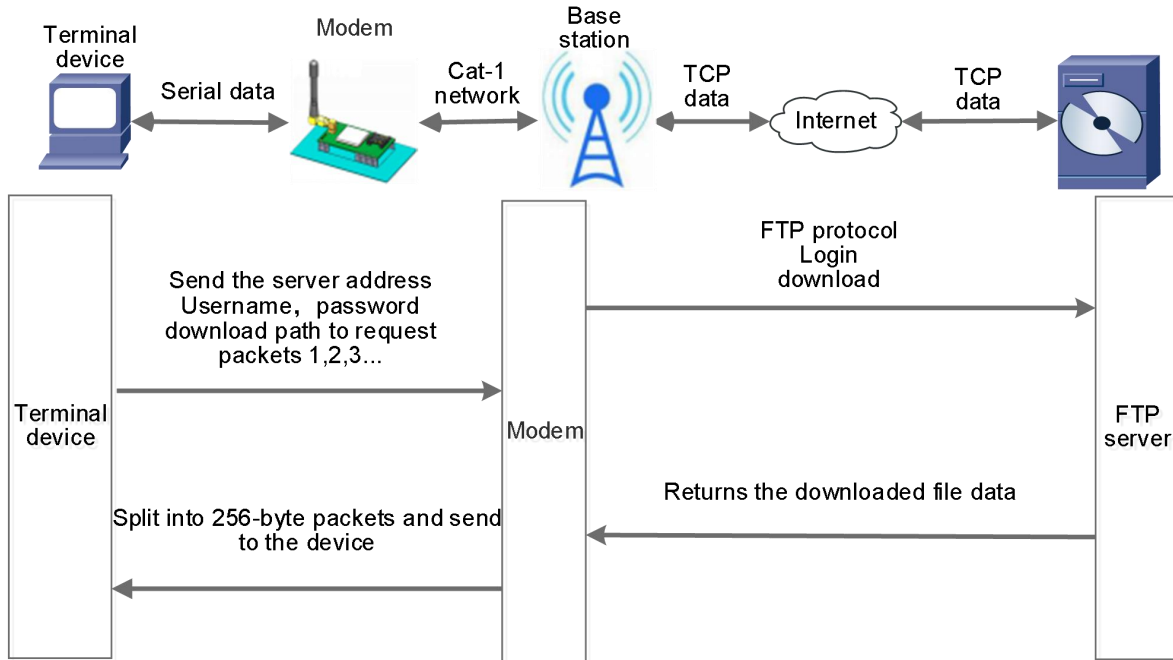 Terminal
device
Modem
Base
station
Serial data
Cat-1
network
TCP
data
Internet
TCP
data
Send the server address
Username，password
download path to request
packets 1,2,3...
FTP protocol
Login
download
Terminal
device
Modem
FTP
server
Returns the downloaded file data
Split into 256-byte packets and send
to the device